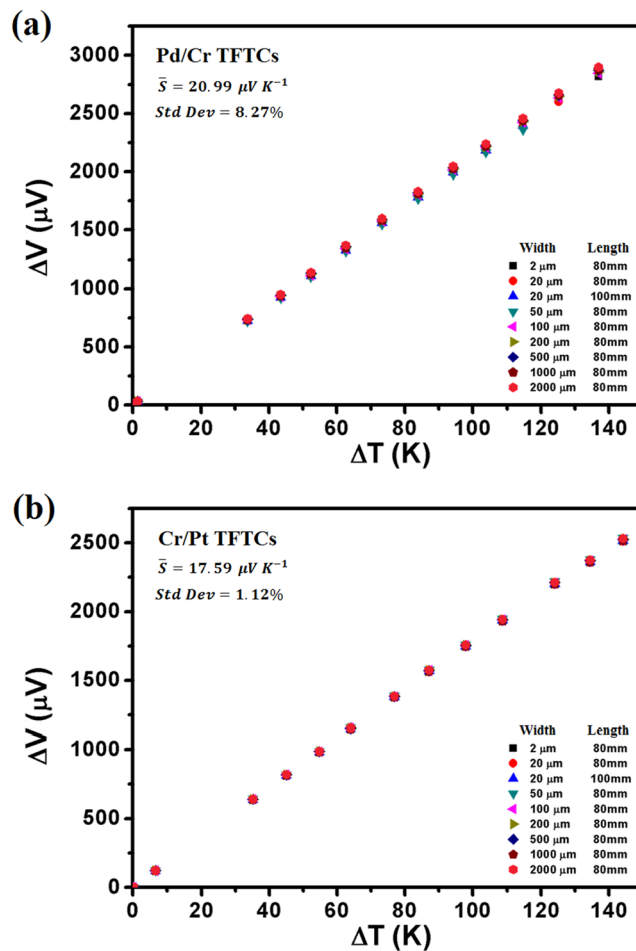 (a)
Pd/Cr TFTCs
S̄ = 20.99 μV K⁻¹
Std Dev = 8.27%
3000
2500
2000
1500
1000
500
0
ΔV (μV)
Width Length
2 μm 80mm
20 μm 80mm
20 μm 100mm
50 μm 80mm
100 μm 80mm
200 μm 80mm
500 μm 80mm
1000 μm 80mm
2000 μm 80mm
0 20 40 60 80 100 120 140
ΔT (K)
(b)
Cr/Pt TFTCs
S̄ = 17.59 μV K⁻¹
Std Dev = 1.12%
2500
2000
1500
1000
500
0
ΔV (μV)
Width Length
2 μm 80mm
20 μm 80mm
20 μm 100mm
50 μm 80mm
100 μm 80mm
200 μm 80mm
500 μm 80mm
1000 μm 80mm
2000 μm 80mm
0 20 40 60 80 100 120 140
ΔT (K)